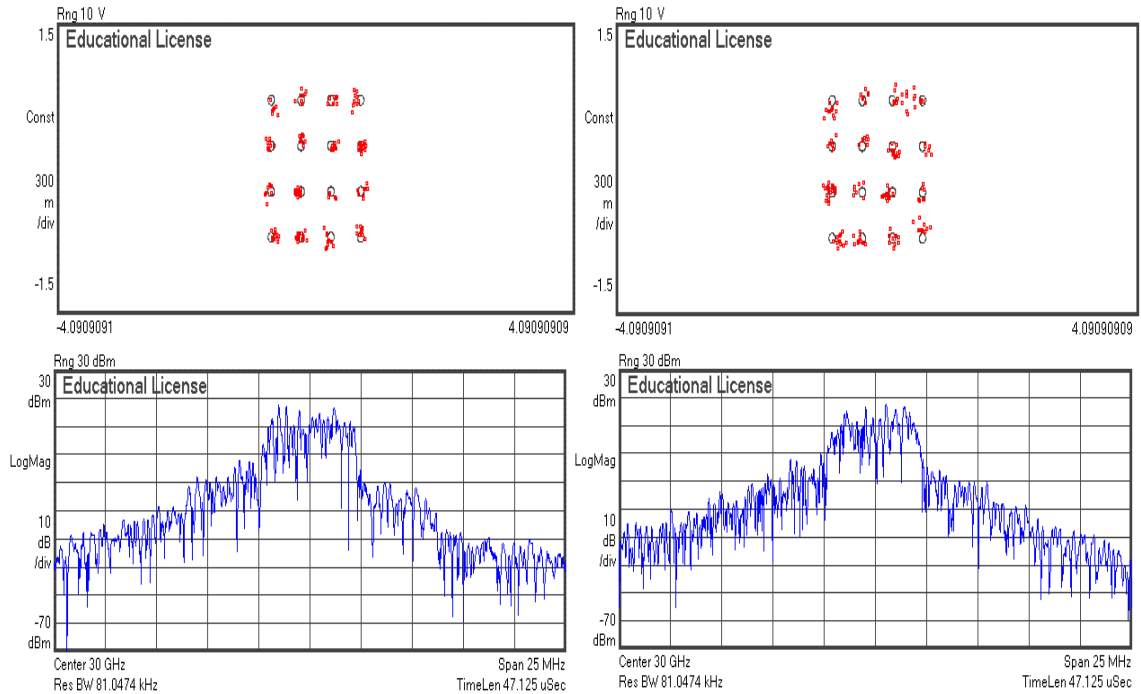 Rng 10 V
1.5
Educational License
Const
300
m
/div
-1.5
-4.0909091
4.09090909
Rng 10 V
1.5
Educational License
Const
300
m
/div
-1.5
-4.0909091
4.09090909
Rng 30 dBm
30
dBm
Educational License
LogMag
10
dB
/div
-70
dBm
Center 30 GHz
Span 25 MHz
Res BW 81.0474 kHz
TimeLen 47.125 uSec
Rng 30 dBm
30
dBm
Educational License
LogMag
10
dB
/div
-70
dBm
Center 30 GHz
Span 25 MHz
Res BW 81.0474 kHz
TimeLen 47.125 uSec